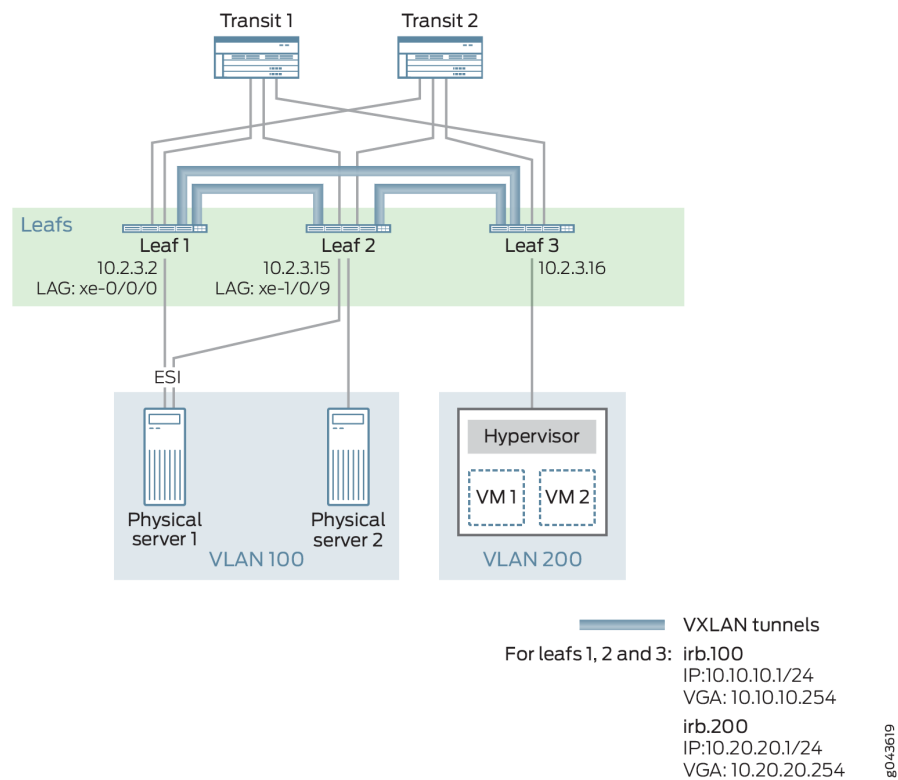 Transit 1
Transit 2
Leafs
Leaf 1
10.2.3.2
LAG: xe-0/0/0
Leaf 2
10.2.3.15
LAG: xe-1/0/9
Leaf 3
10.2.3.16
ESI
Physical
server 1
Physical
server 2
VLAN 100
Hypervisor
VM 1
VM 2
VLAN 200
VXLAN tunnels
For leafs 1, 2 and 3: irb.100
IP:10.10.10.1/24
VGA: 10.10.10.254
irb.200
IP:10.20.20.1/24
VGA: 10.20.20.254
g043619